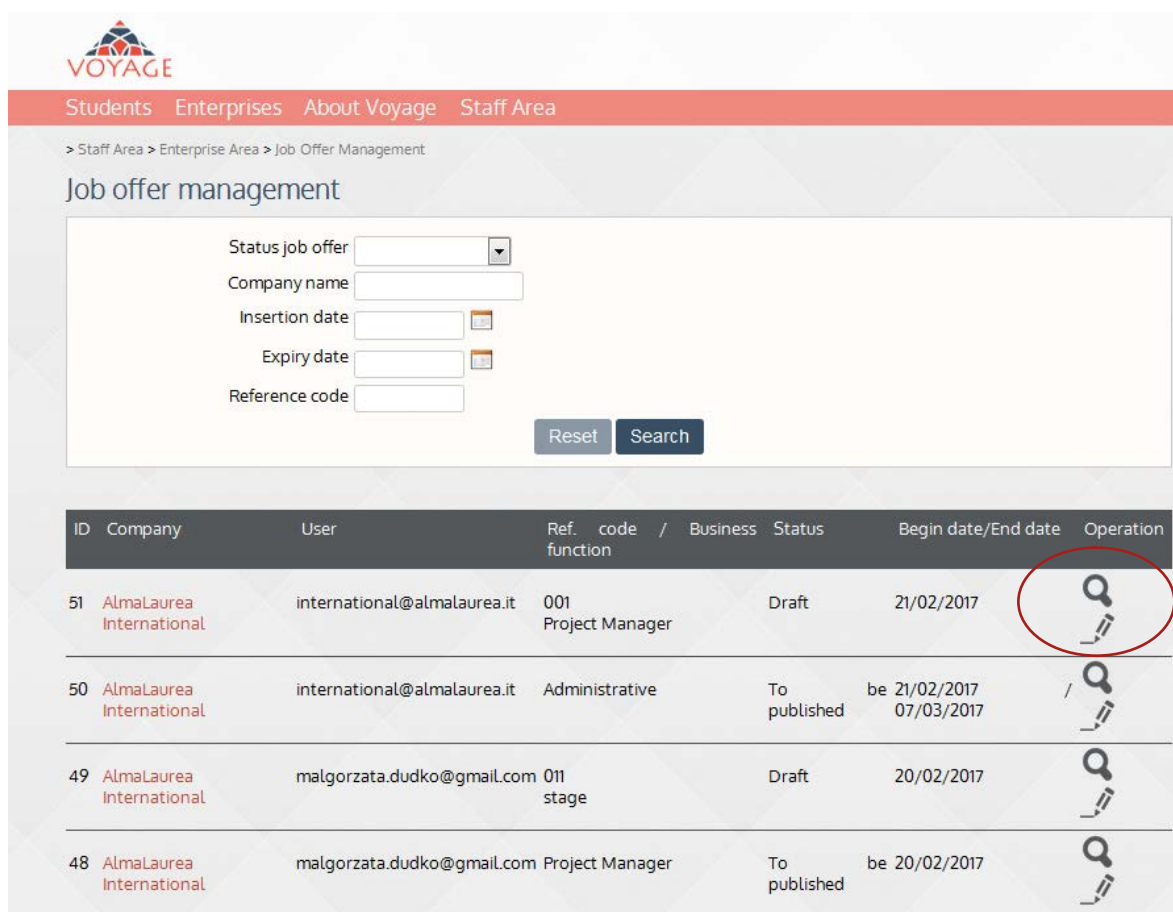 VOYAGE
Students Enterprises About Voyage Staff Area
> Staff Area > Enterprise Area > Job Offer Management
Job offer management
Status job offer
Company name
Insertion date
Expiry date
Reference code
Reset Search
ID Company User Ref. code / Business function Status Begin date/End date Operation
51 AlmaLaurea International international@almalaurea.it 001 Project Manager Draft 21/02/2017
50 AlmaLaurea International international@almalaurea.it Administrative To be published 21/02/2017 / 07/03/2017
49 AlmaLaurea International malgorzata.dudko@gmail.com 011 stage Draft 20/02/2017
48 AlmaLaurea International malgorzata.dudko@gmail.com Project Manager To be published 20/02/2017